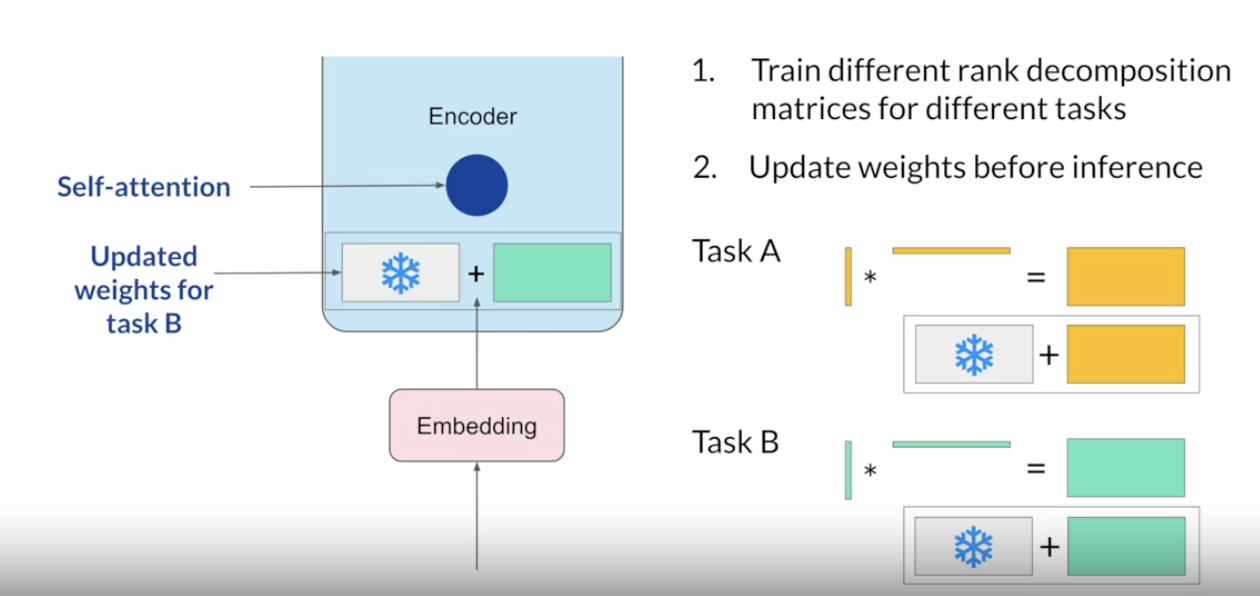 Encoder
Self-attention
Updated
weights for
task B
+
Embedding
1. Train different rank decomposition
matrices for different tasks
2. Update weights before inference
Task A
* =
+
Task B
* =
+